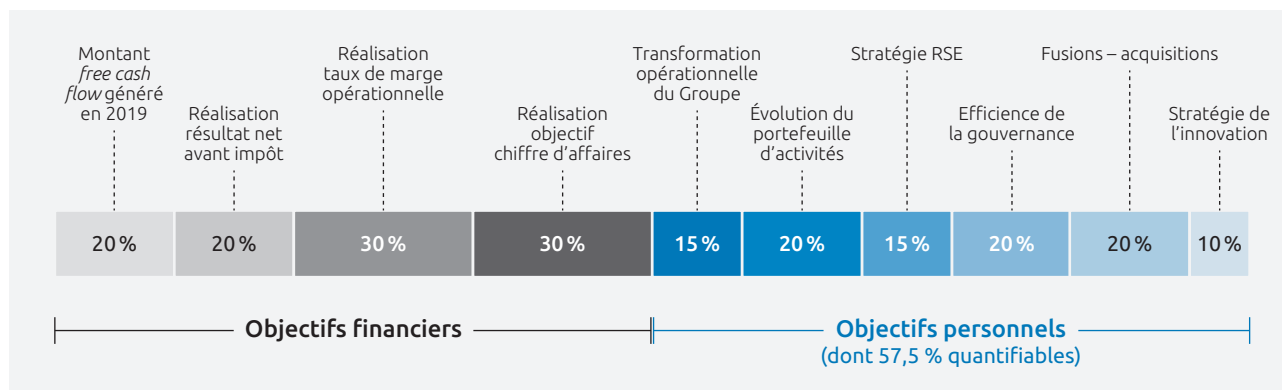 Montant
free cash
flow généré
en 2019
Réalisation
résultat net
avant impôt
Réalisation
taux de marge
opérationnelle
Réalisation
objectif
chiffre d'affaires
Transformation
opérationnelle
du Groupe
Évolution du
portefeuille
d'activités
Stratégie RSE
Efficience de
la gouvernance
Fusions – acquisitions
Stratégie de
l'innovation
20 %
20 %
30 %
30 %
15 %
20 %
15 %
20 %
20 %
10 %
Objectifs financiers
Objectifs personnels
(dont 57,5 % quantifiables)